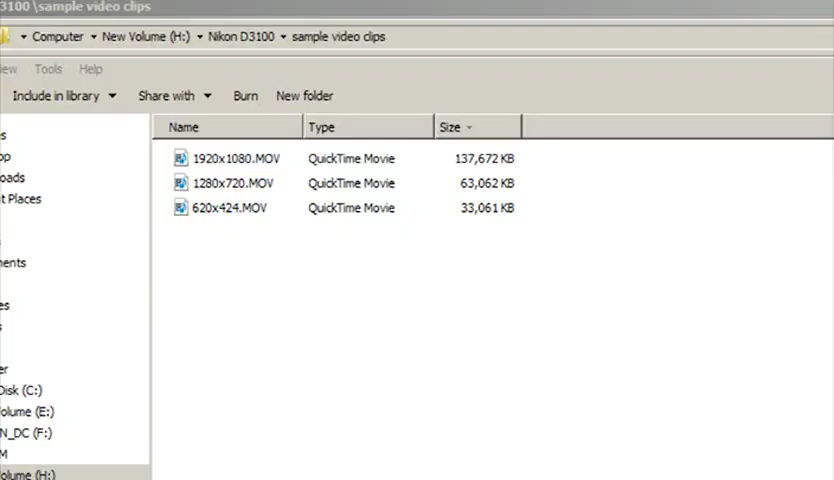 3100 \sample video clips
Computer New Volume (H:) Nikon D3100 sample video clips
iew Tools Help
Include in library Share with Burn New folder
Name Type Size
1920x1080.MOV QuickTime Movie 137,672 KB
1280x720.MOV QuickTime Movie 63,062 KB
620x424.MOV QuickTime Movie 33,061 KB
s
op
oads
t Places
ments
es
s
er
Disk (C:)
olume (E:)
N_DC (F:)
M
olume (H:)